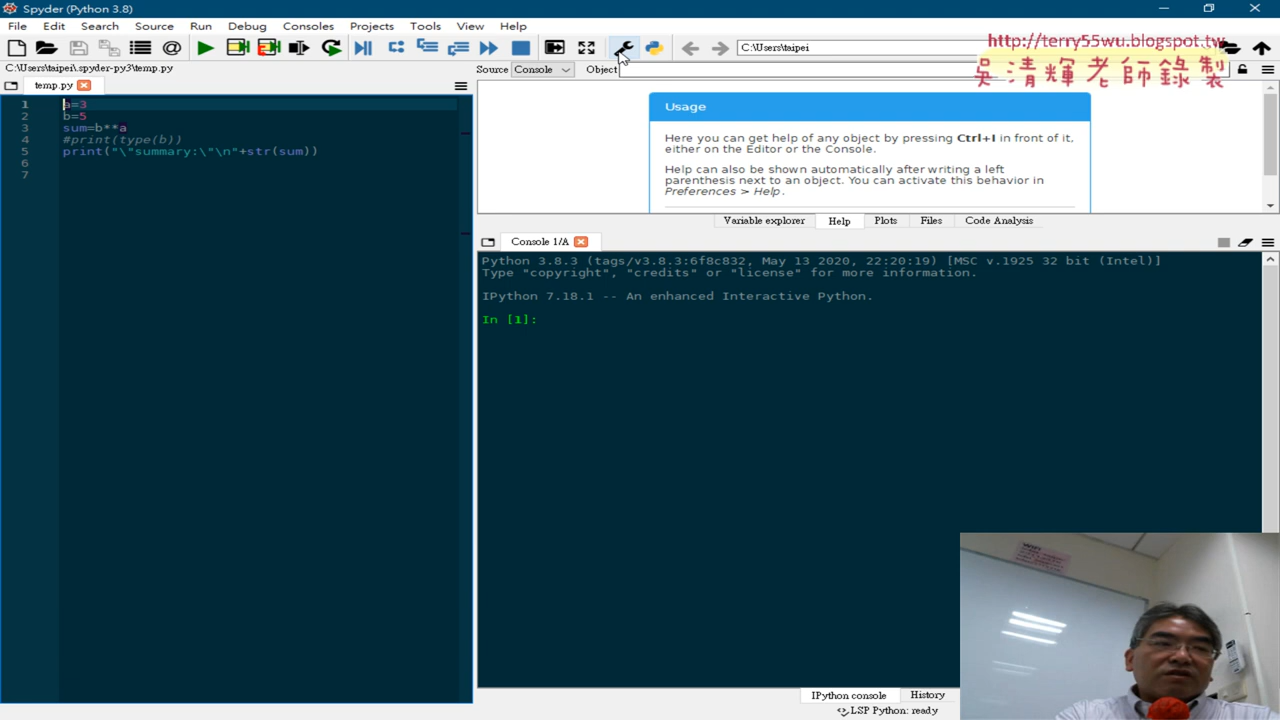 Spyder (Python 3.8)
File Edit Search Source Run Debug Consoles Projects Tools View Help
C:\Users\taipei
http://terry55wu.blogspot.tw
吳清輝老師錄製
C:\Users\taipei\.spyder-py3\temp.py
Source Console Object
temp.py
1 a=3
2 b=5
3 sum=b**a
4 #print(type(b))
5 print("\"summary:\"\n"+str(sum))
6
7
Usage
Here you can get help of any object by pressing Ctrl+I in front of it,
either on the Editor or the Console.
Help can also be shown automatically after writing a left
parenthesis next to an object. You can activate this behavior in
Preferences > Help.
Variable explorer Help Plots Files Code Analysis
Console 1/A
Python 3.8.3 (tags/v3.8.3:6f8c832, May 13 2020, 22:20:19) [MSC v.1925 32 bit (Intel)]
Type "copyright", "credits" or "license" for more information.
IPython 7.18.1 -- An enhanced Interactive Python.
In [1]:
IPython console History
LSP Python: ready